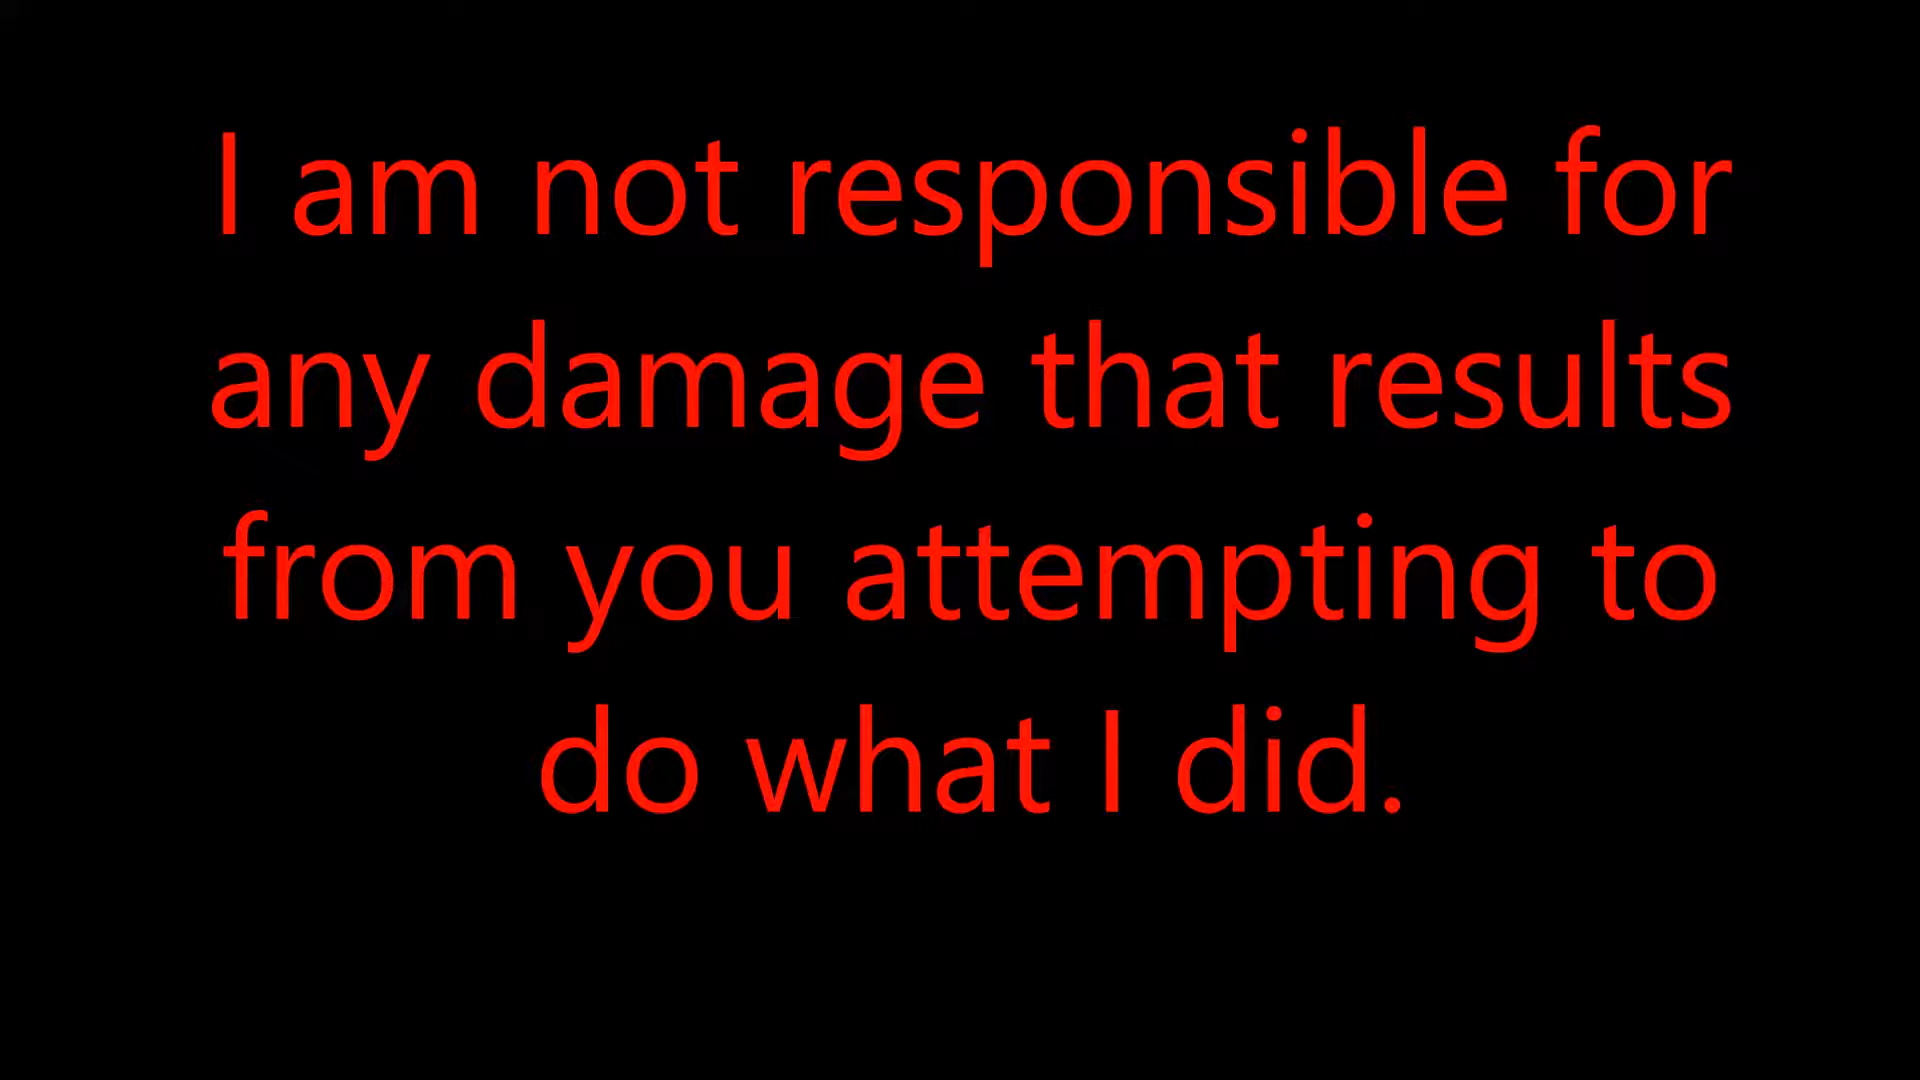 I am not responsible for
any damage that results
from you attempting to
do what I did.